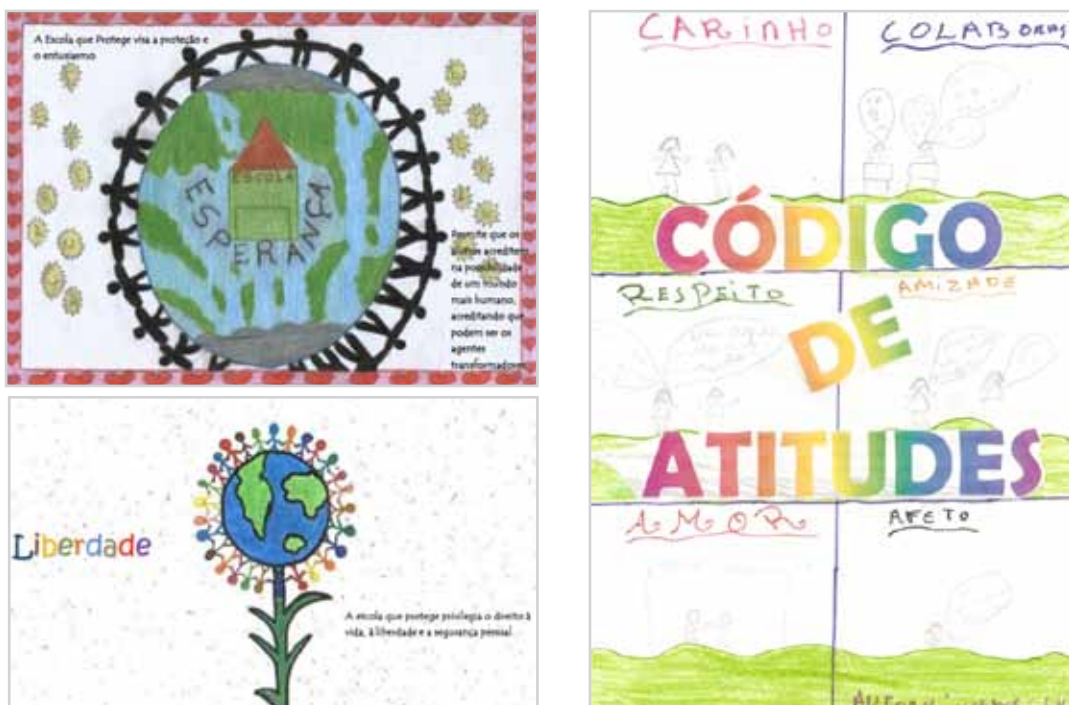 A Escola que Protege visa a proteção e
o entusiasmo
ESCOLA
ESPERANÇA
Permite que os
alunos acreditem
na possibilidade
de um mundo
mais humano,
acreditando que
podem ser os
agentes
transformadores
Liberdade
A escola que protege privilegia o direito à
vida, à liberdade e a segurança pessoal
CARINHO
CÓDIGO
RESPEITO
AMIZADE
DE
ATITUDES
AMOR
AFETO